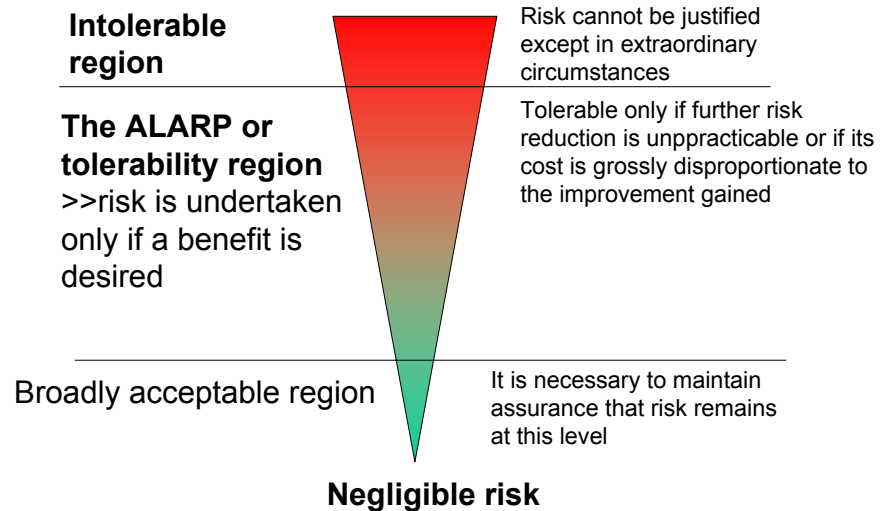 Intolerable
region
Risk cannot be justified
except in extraordinary
circumstances
The ALARP or
tolerability region
>>risk is undertaken
only if a benefit is
desired
Tolerable only if further risk
reduction is unppracticable or if its
cost is grossly disproportionate to
the improvement gained
Broadly acceptable region
It is necessary to maintain
assurance that risk remains
at this level
Negligible risk